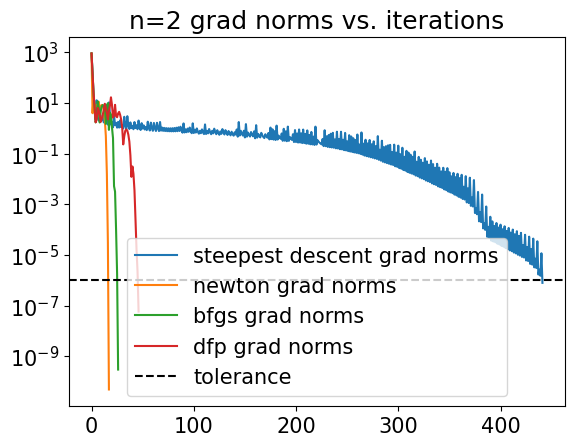 n=2 grad norms vs. iterations
10^3
10^1
10^-1
10^-3
10^-5
10^-7
10^-9
steepest descent grad norms
newton grad norms
bfgs grad norms
dfp grad norms
tolerance
0
100
200
300
400